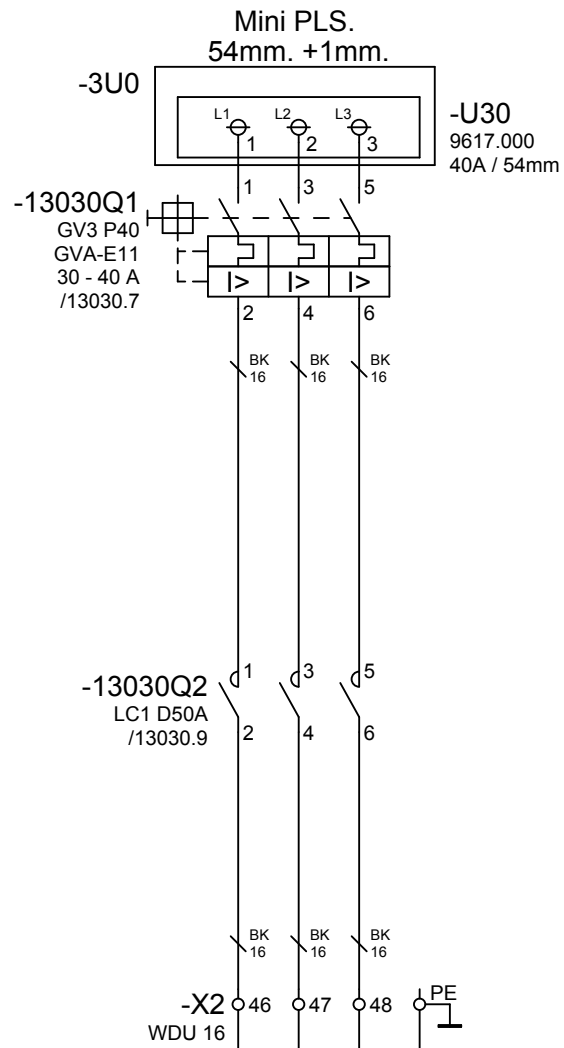 Mini PLS.
54mm. +1mm.
-3U0
L1 L2 L3
1 2 3
-U30
9617.000
40A / 54mm
1 3 5
-13030Q1
GV3 P40
GVA-E11
30 - 40 A
/13030.7
I> I> I>
2 4 6
BK BK BK
16 16 16
1 3 5
-13030Q2
LC1 D50A
/13030.9
2 4 6
BK BK BK
16 16 16
-X2 46 47 48 PE
WDU 16